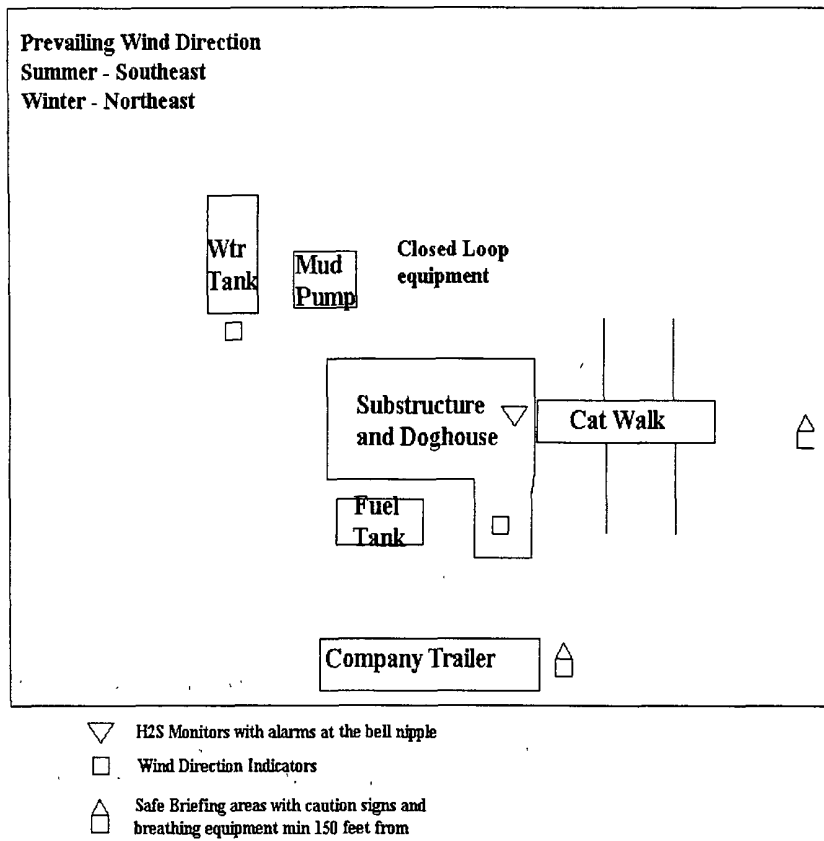 Prevailing Wind Direction
Summer - Southeast
Winter - Northeast
Wtr
Tank
Mud
Pump
Closed Loop
equipment
Substructure
and Doghouse
Cat Walk
Fuel
Tank
Company Trailer
H2S Monitors with alarms at the bell nipple
Wind Direction Indicators
Safe Briefing areas with caution signs and
breathing equipment min 150 feet from